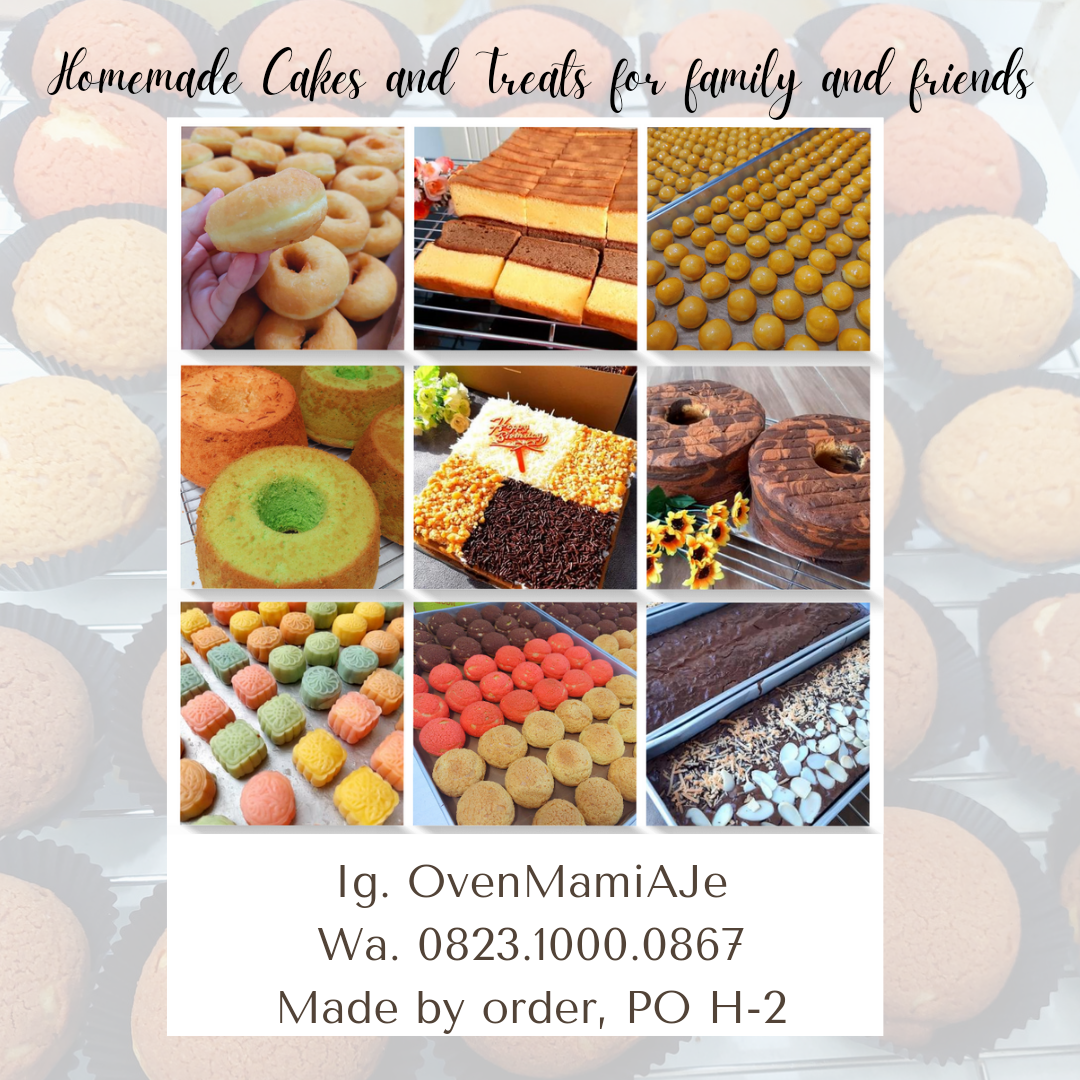 Homemade Cakes and Treats for family and friends
Happy
Birthday
Ig. OvenMamiAJe
Wa. 0823.1000.0867
Made by order, PO H-2